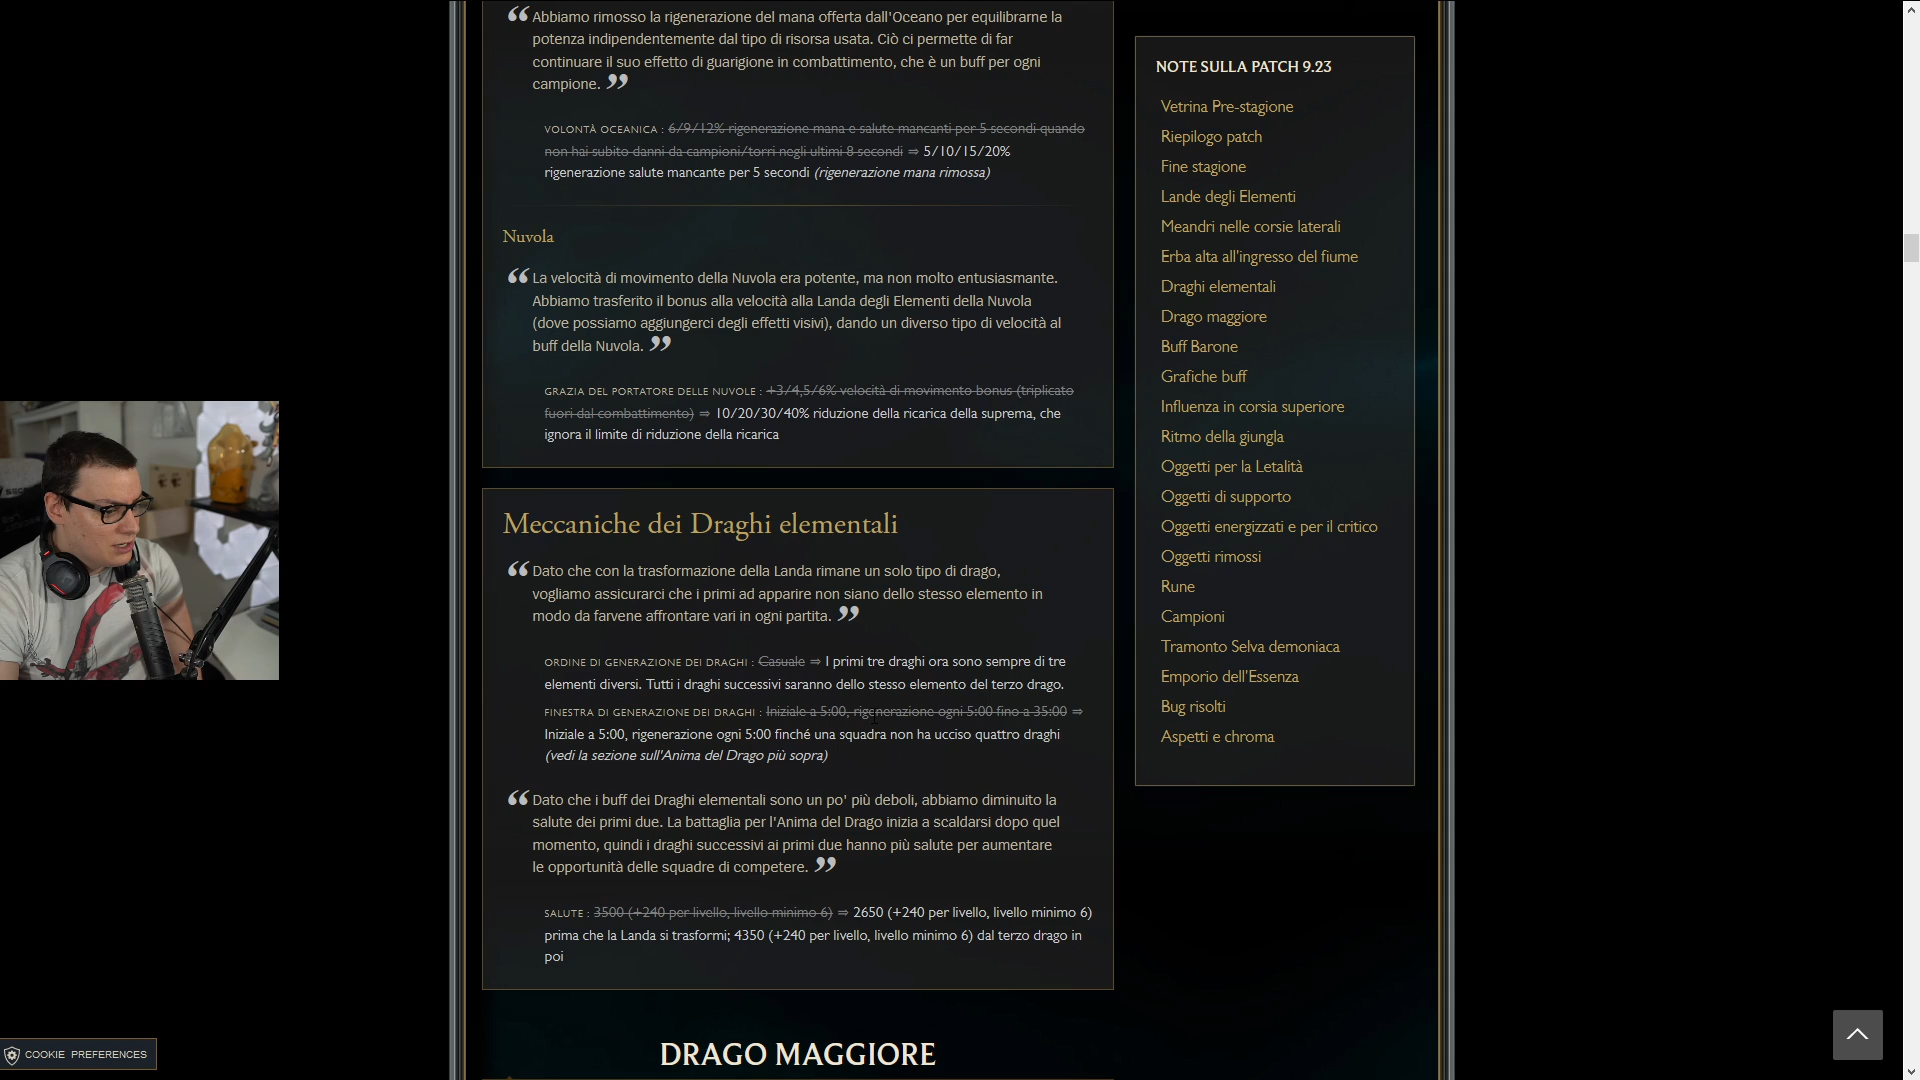 Abbiamo rimosso la rigenerazione del mana offerta dall'Oceano per equilibrarne la
potenza indipendentemente dal tipo di risorsa usata. Ciò ci permette di far
continuare il suo effetto di guarigione in combattimento, che è un buff per ogni
campione.
VOLONTÀ OCEANICA : 6/9/12% rigenerazione mana e salute mancanti per 5 secondi quando
non hai subito danni da campioni/torri negli ultimi 8 secondi ⇒ 5/10/15/20%
rigenerazione salute mancante per 5 secondi (rigenerazione mana rimossa)
Nuvola
La velocità di movimento della Nuvola era potente, ma non molto entusiasmante.
Abbiamo trasferito il bonus alla velocità alla Landa degli Elementi della Nuvola
(dove possiamo aggiungerci degli effetti visivi), dando un diverso tipo di velocità al
buff della Nuvola.
GRAZIA DEL PORTATORE DELLE NUVOLE : +3/4,5/6% velocità di movimento bonus (triplicato
fuori dal combattimento) ⇒ 10/20/30/40% riduzione della ricarica della suprema, che
ignora il limite di riduzione della ricarica
Meccaniche dei Draghi elementali
Dato che con la trasformazione della Landa rimane un solo tipo di drago,
vogliamo assicurarci che i primi ad apparire non siano dello stesso elemento in
modo da farvene affrontare vari in ogni partita.
ORDINE DI GENERAZIONE DEI DRAGHI : Casuale ⇒ I primi tre draghi ora sono sempre di tre
elementi diversi. Tutti i draghi successivi saranno dello stesso elemento del terzo drago.
FINESTRA DI GENERAZIONE DEI DRAGHI : Iniziale a 5:00, rigenerazione ogni 5:00 fino a 35:00 ⇒
Iniziale a 5:00, rigenerazione ogni 5:00 finché una squadra non ha ucciso quattro draghi
(vedi la sezione sull'Anima del Drago più sopra)
Dato che i buff dei Draghi elementali sono un po' più deboli, abbiamo diminuito la
salute dei primi due. La battaglia per l'Anima del Drago inizia a scaldarsi dopo quel
momento, quindi i draghi successivi ai primi due hanno più salute per aumentare
le opportunità delle squadre di competere.
SALUTE : 3500 (+240 per livello, livello minimo 6) ⇒ 2650 (+240 per livello, livello minimo 6)
prima che la Landa si trasformi; 4350 (+240 per livello, livello minimo 6) dal terzo drago in
poi
DRAGO MAGGIORE
NOTE SULLA PATCH 9.23
Vetrina Pre-stagione
Riepilogo patch
Fine stagione
Lande degli Elementi
Meandri nelle corsie laterali
Erba alta all'ingresso del fiume
Draghi elementali
Drago maggiore
Buff Barone
Grafiche buff
Influenza in corsia superiore
Ritmo della giungla
Oggetti per la Letalità
Oggetti di supporto
Oggetti energizzati e per il critico
Oggetti rimossi
Rune
Campioni
Tramonto Selva demoniaca
Emporio dell'Essenza
Bug risolti
Aspetti e chroma
COOKIE PREFERENCES